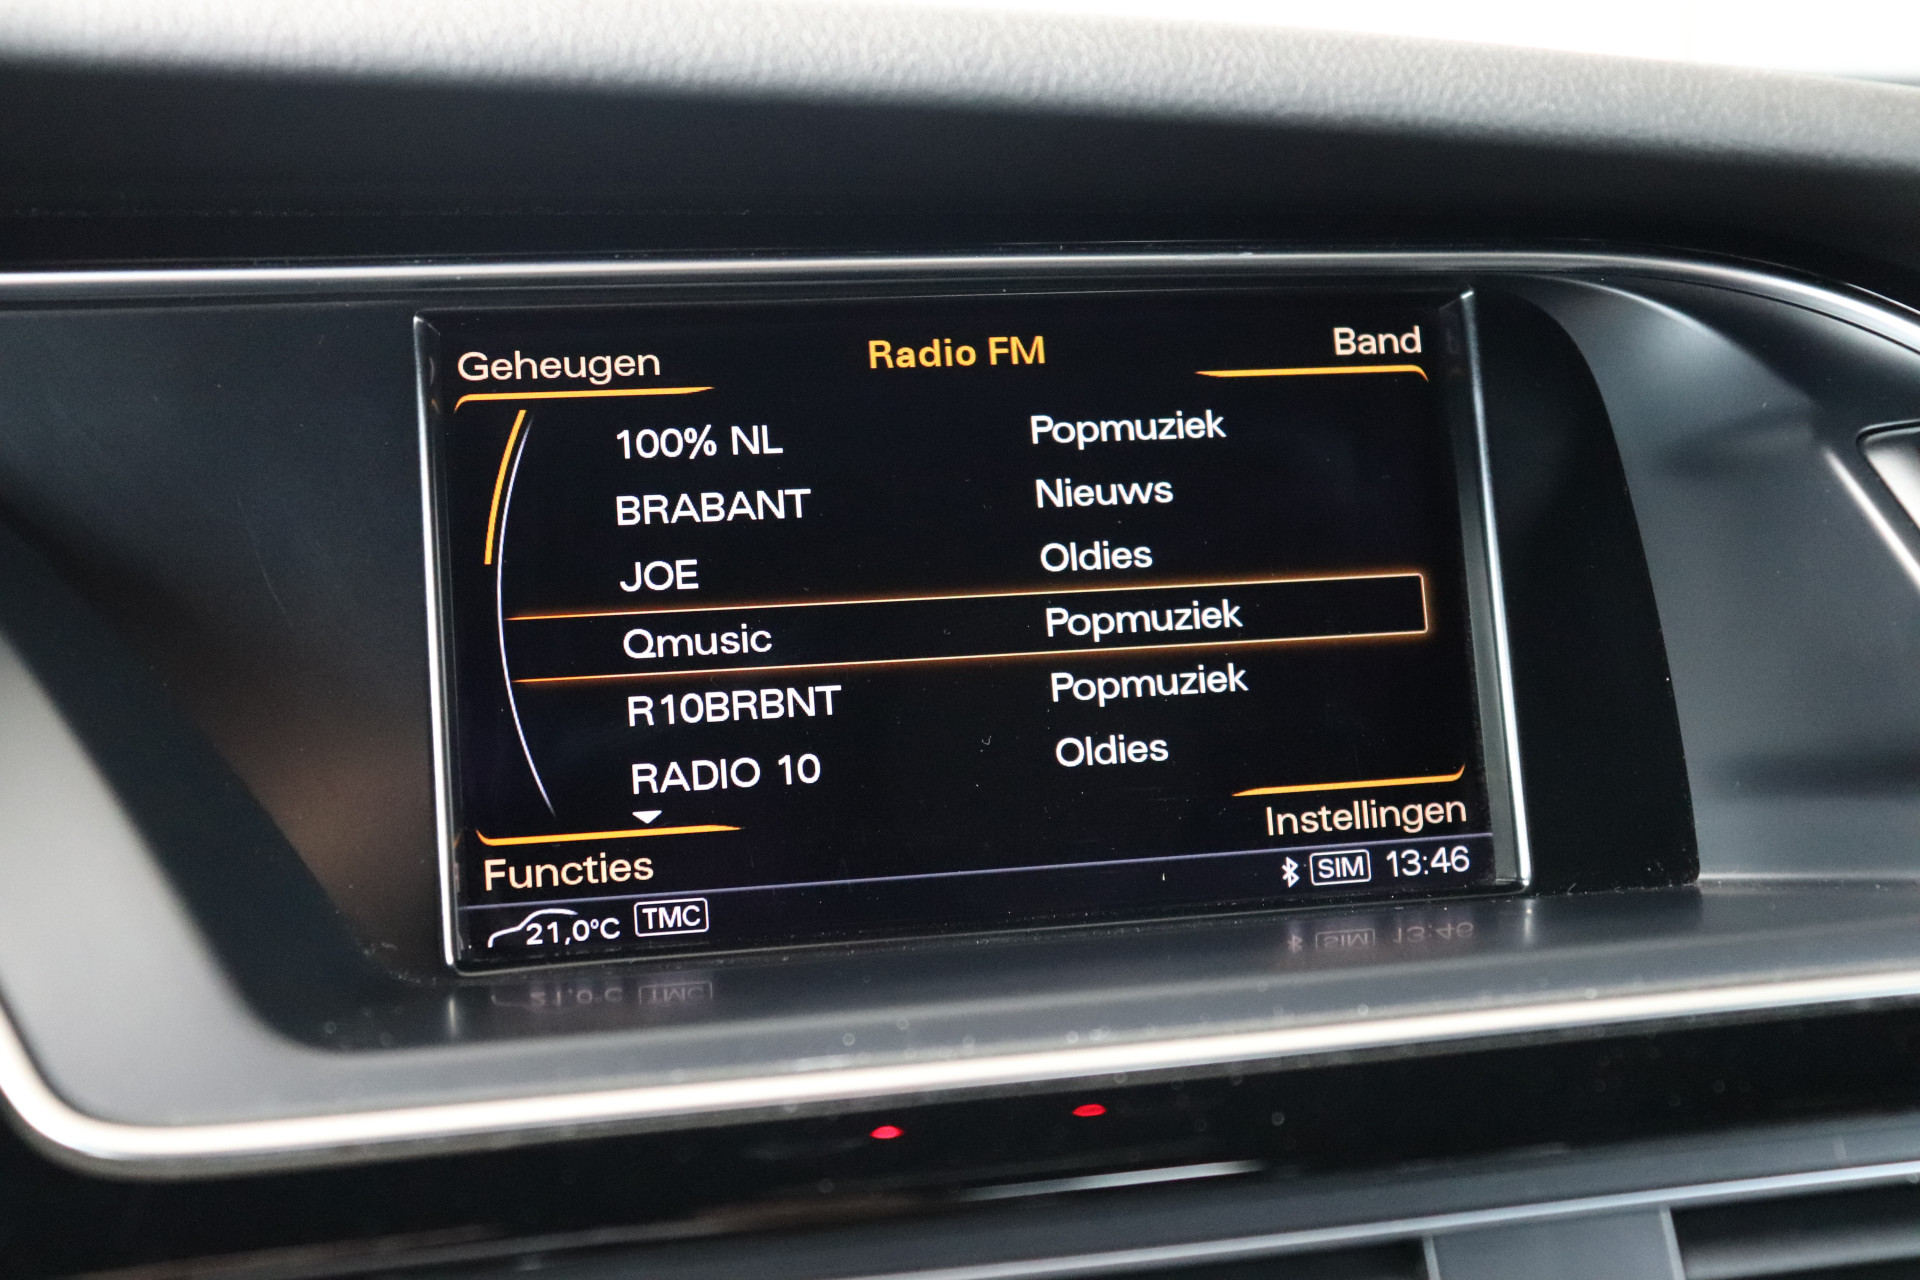 Geheugen Radio FM Band
100% NL Popmuziek
BRABANT Nieuws
JOE Oldies
Qmusic Popmuziek
R10BRBNT Popmuziek
RADIO 10 Oldies
Functies Instellingen
21,0°C TMC SIM 13:46